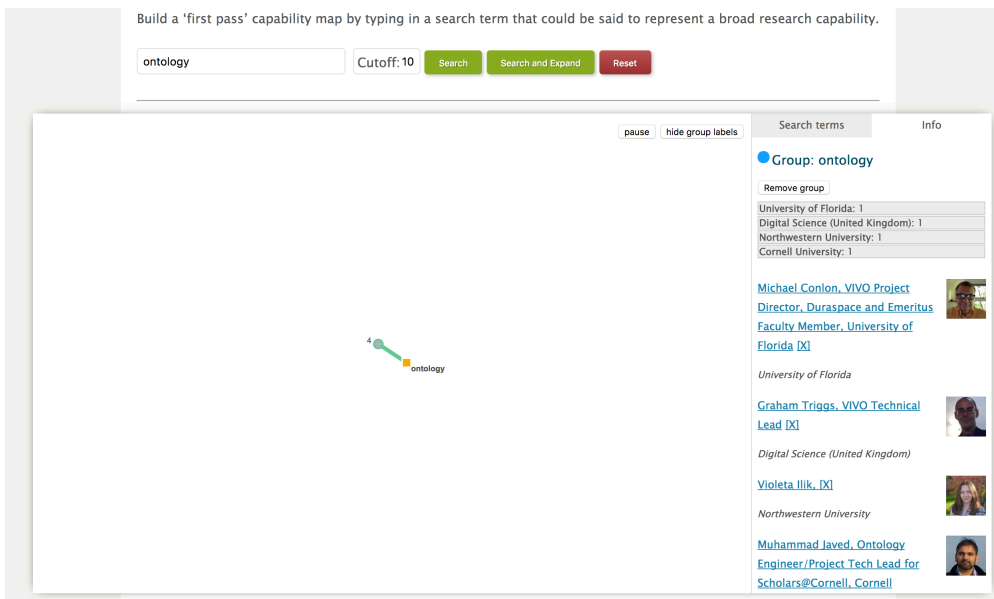 Build a ‘first pass’ capability map by typing in a search term that could be said to represent a broad research capability.
ontology
Cutoff: 10
Search
Search and Expand
Reset
pause
hide group labels
Search terms
Info
Group: ontology
Remove group
University of Florida: 1
Digital Science (United Kingdom): 1
Northwestern University: 1
Cornell University: 1
Michael Conlon, VIVO Project
Director, Duraspace and Emeritus
Faculty Member, University of
Florida [X]
University of Florida
Graham Triggs, VIVO Technical
Lead [X]
Digital Science (United Kingdom)
Violeta Ilik, [X]
Northwestern University
Muhammad Javed, Ontology
Engineer/Project Tech Lead for
Scholars@Cornell, Cornell
4
ontology